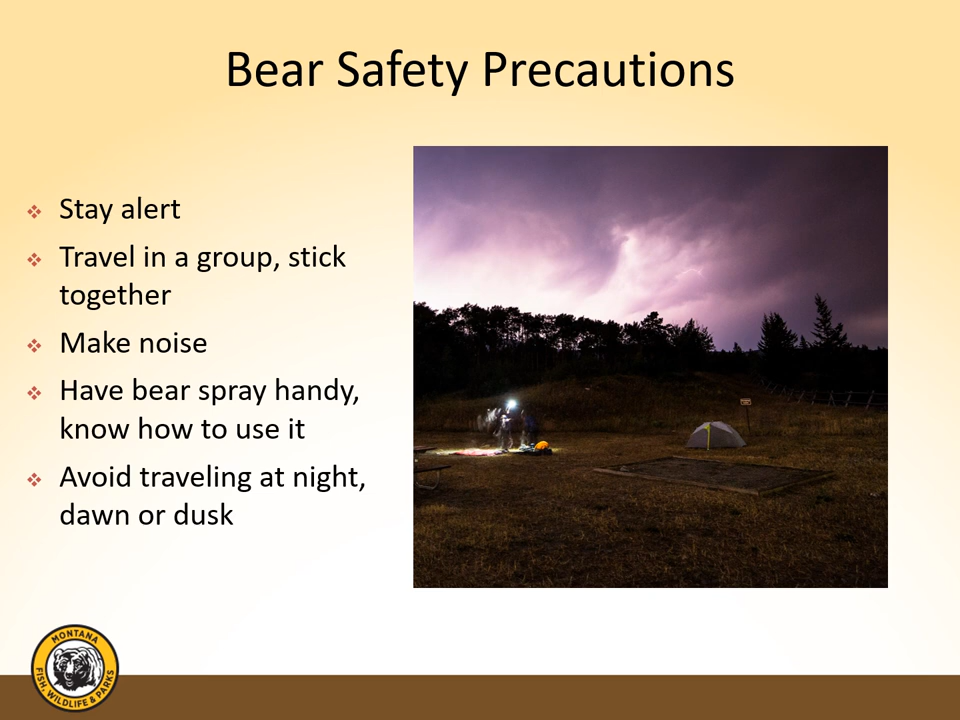 Bear Safety Precautions
Stay alert
Travel in a group, stick
together
Make noise
Have bear spray handy,
know how to use it
Avoid traveling at night,
dawn or dusk
MONTANA
FISH, WILDLIFE & PARKS